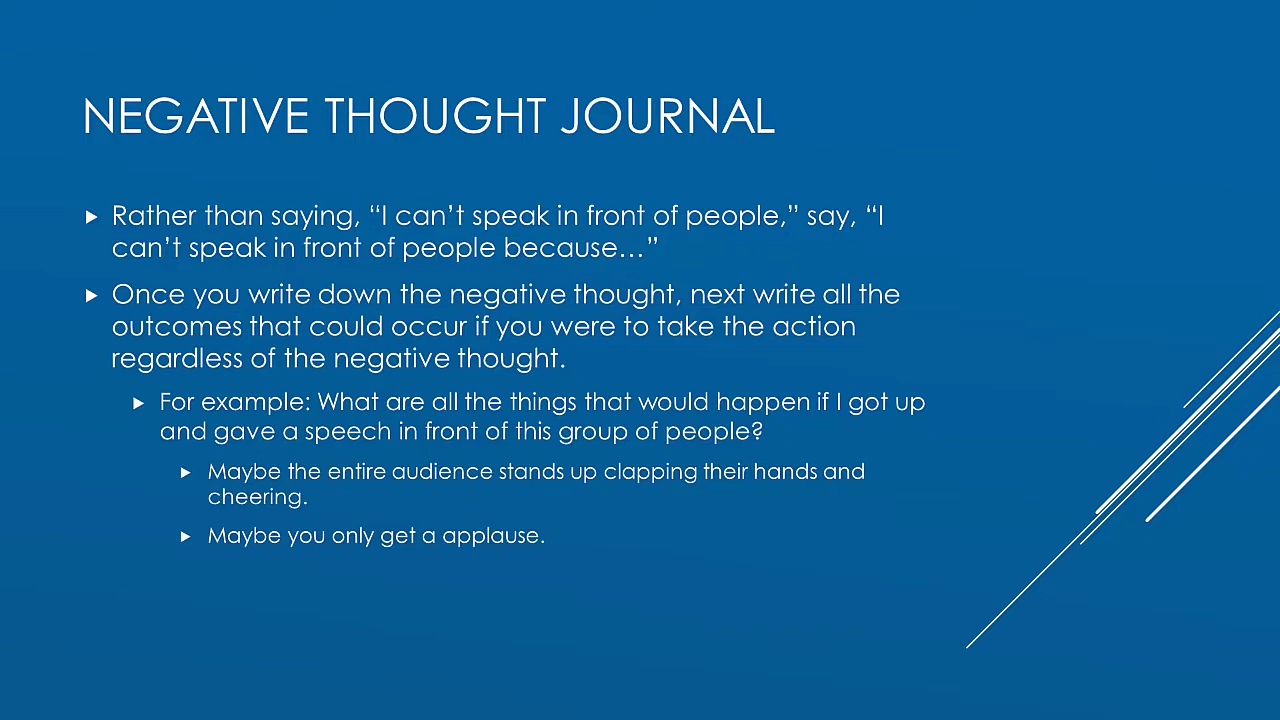 NEGATIVE THOUGHT JOURNAL
Rather than saying, “I can’t speak in front of people,” say, “I
can’t speak in front of people because…”
Once you write down the negative thought, next write all the
outcomes that could occur if you were to take the action
regardless of the negative thought.
For example: What are all the things that would happen if I got up
and gave a speech in front of this group of people?
Maybe the entire audience stands up clapping their hands and
cheering.
Maybe you only get a applause.